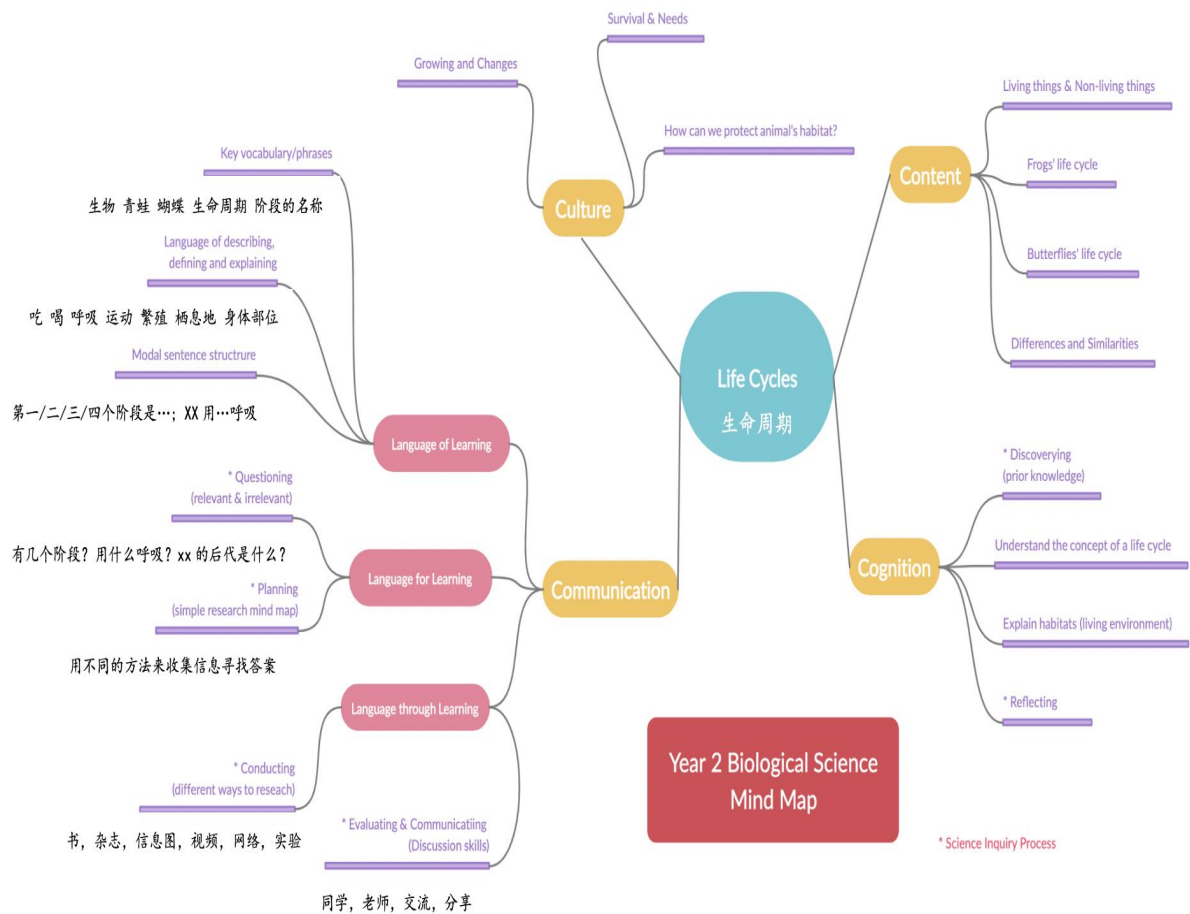 Survival & Needs
Growing and Changes
How can we protect animal's habitat?
Culture
Living things & Non-living things
Content
Frogs' life cycle
Butterflies' life cycle
Differences and Similarities
Key vocabulary/phrases
生物 青蛙 蝴蝶 生命周期 阶段的名称
Language of describing,
defining and explaining
吃 喝 呼吸 运动 繁殖 栖息地 身体部位
Modal sentence structrure
第一/二/三/四个阶段是…；XX 用…呼吸
Language of Learning
Life Cycles
生命周期
* Questioning
(relevant & irrelevant)
有几个阶段？用什么呼吸？xx 的后代是什么？
Language for Learning
* Planning
(simple research mind map)
用不同的方法来收集信息寻找答案
Communication
Language through Learning
* Conducting
(different ways to reseach)
书，杂志，信息图，视频，网络，实验
* Evaluating & Communicatiing
(Discussion skills)
同学，老师，交流，分享
* Discoverying
(prior knowledge)
Understand the concept of a life cycle
Cognition
Explain habitats (living environment)
* Reflecting
Year 2 Biological Science
Mind Map
* Science Inquiry Process